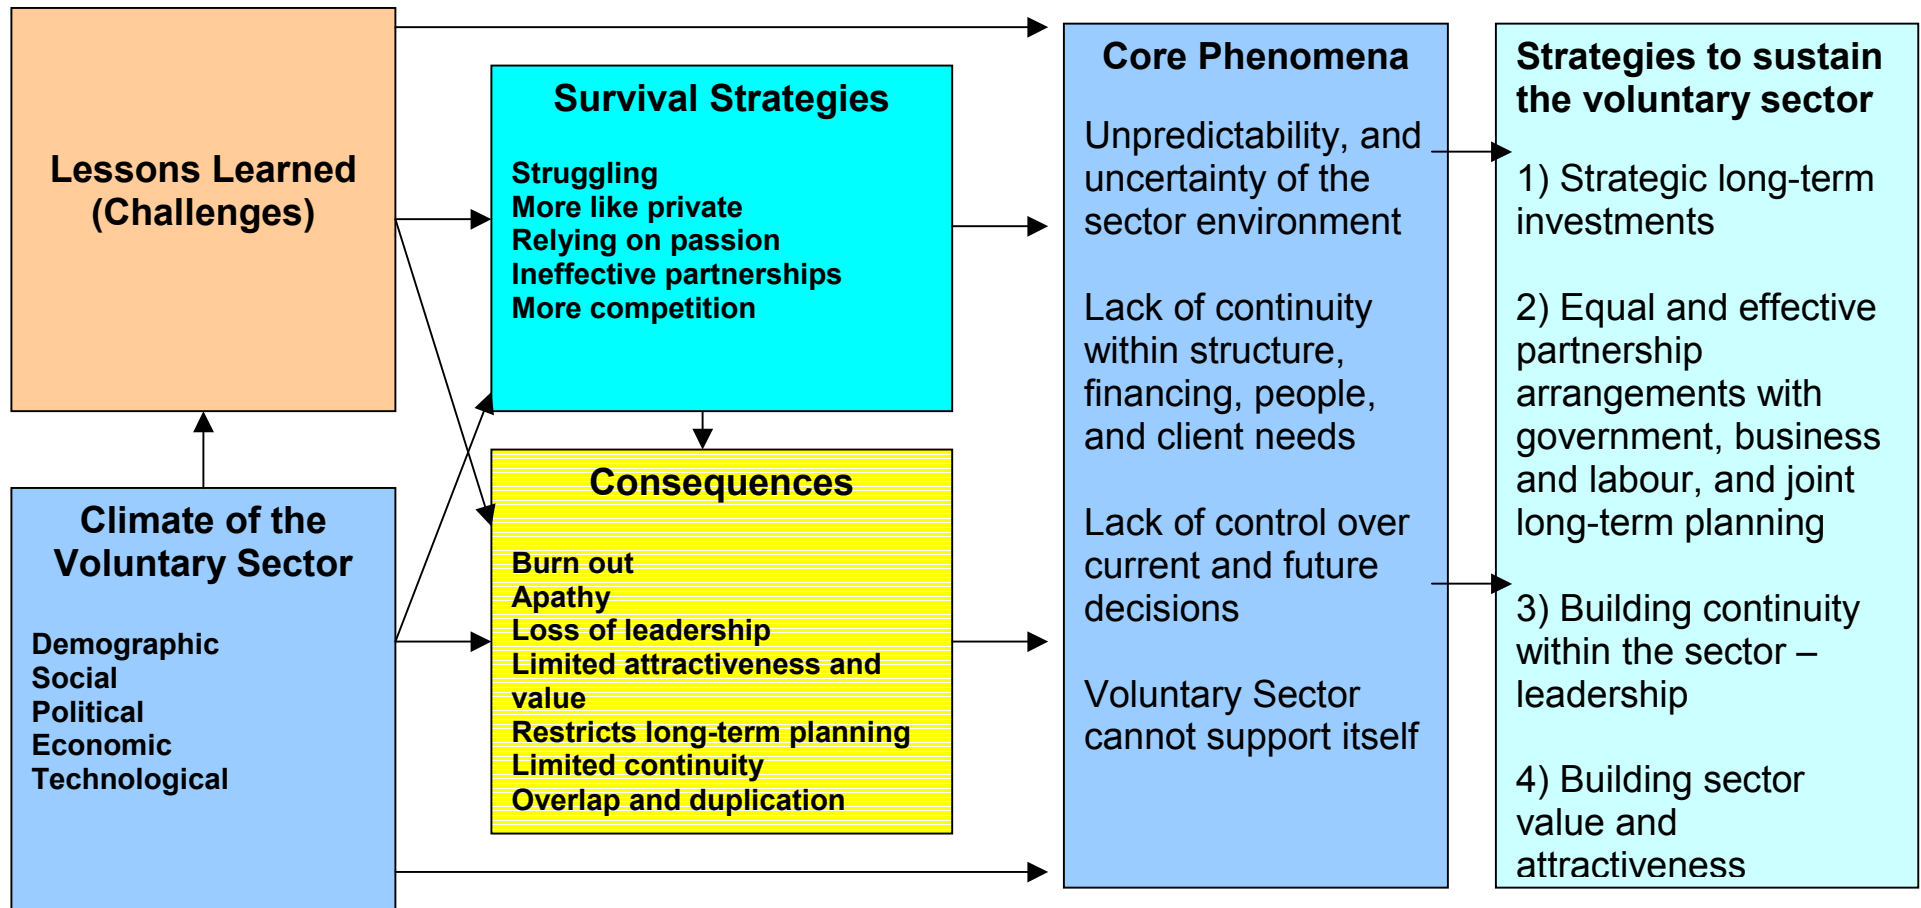 Lessons Learned
(Challenges)
Climate of the
Voluntary Sector
Demographic
Social
Political
Economic
Technological
Survival Strategies
Struggling
More like private
Relying on passion
Ineffective partnerships
More competition
Consequences
Burn out
Apathy
Loss of leadership
Limited attractiveness and
value
Restricts long-term planning
Limited continuity
Overlap and duplication
Core Phenomena
Unpredictability, and
uncertainty of the
sector environment
Lack of continuity
within structure,
financing, people,
and client needs
Lack of control over
current and future
decisions
Voluntary Sector
cannot support itself
Strategies to sustain
the voluntary sector
1) Strategic long-term
investments
2) Equal and effective
partnership
arrangements with
government, business
and labour, and joint
long-term planning
3) Building continuity
within the sector –
leadership
4) Building sector
value and
attractiveness